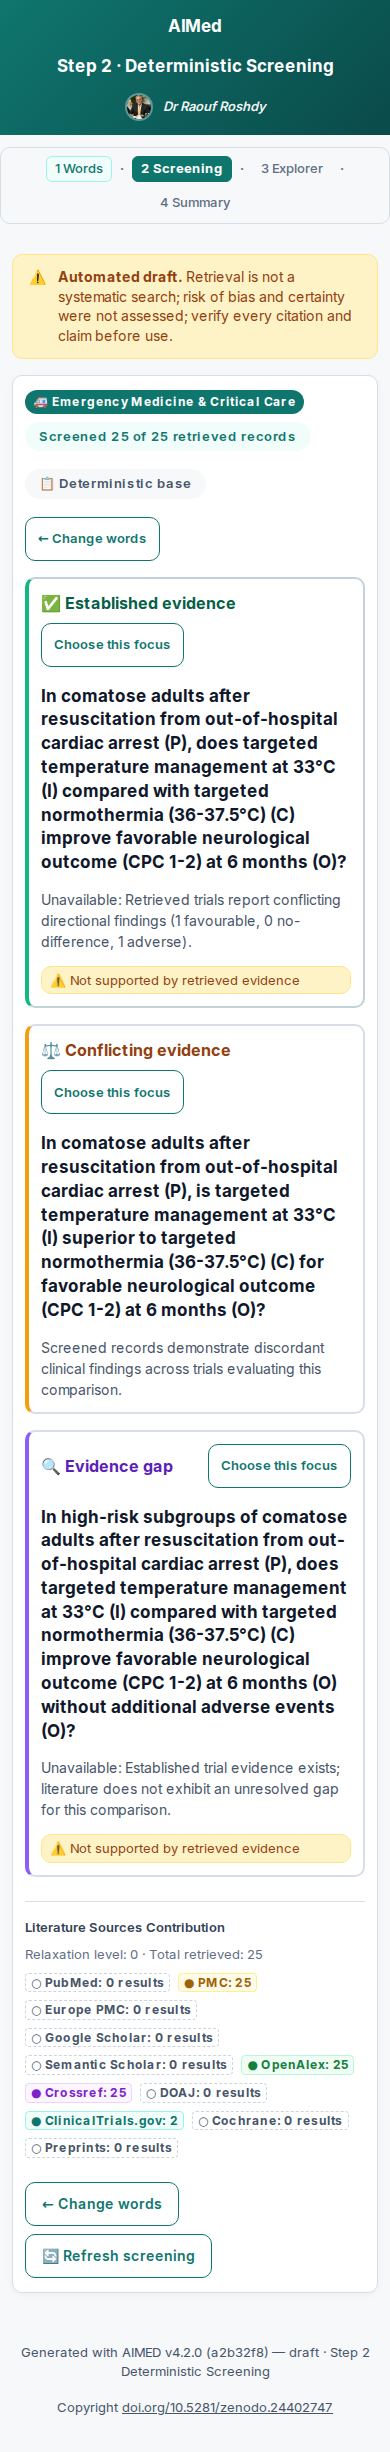 AIMed
Step 2 · Deterministic Screening
Dr Raouf Roshdy
1 Words · 2 Screening · 3 Explorer ·
4 Summary
⚠️ Automated draft. Retrieval is not a
systematic search; risk of bias and certainty
were not assessed; verify every citation and
claim before use.
🚑 Emergency Medicine & Critical Care
Screened 25 of 25 retrieved records
📋 Deterministic base
← Change words
✅ Established evidence
Choose this focus
In comatose adults after
resuscitation from out-of-hospital
cardiac arrest (P), does targeted
temperature management at 33°C
(I) compared with targeted
normothermia (36-37.5°C) (C)
improve favorable neurological
outcome (CPC 1-2) at 6 months (O)?
Unavailable: Retrieved trials report conflicting
directional findings (1 favourable, 0 no-
difference, 1 adverse).
⚠️ Not supported by retrieved evidence
⚖️ Conflicting evidence
Choose this focus
In comatose adults after
resuscitation from out-of-hospital
cardiac arrest (P), is targeted
temperature management at 33°C
(I) superior to targeted
normothermia (36-37.5°C) (C) for
favorable neurological outcome
(CPC 1-2) at 6 months (O)?
Screened records demonstrate discordant
clinical findings across trials evaluating this
comparison.
🔍 Evidence gap
Choose this focus
In high-risk subgroups of comatose
adults after resuscitation from out-
of-hospital cardiac arrest (P), does
targeted temperature management
at 33°C (I) compared with targeted
normothermia (36-37.5°C) (C)
improve favorable neurological
outcome (CPC 1-2) at 6 months (O)
without additional adverse events
(O)?
Unavailable: Established trial evidence exists;
literature does not exhibit an unresolved gap
for this comparison.
⚠️ Not supported by retrieved evidence
Literature Sources Contribution
Relaxation level: 0 · Total retrieved: 25
○ PubMed: 0 results ● PMC: 25
○ Europe PMC: 0 results
○ Google Scholar: 0 results
○ Semantic Scholar: 0 results ● OpenAlex: 25
● Crossref: 25 ○ DOAJ: 0 results
● ClinicalTrials.gov: 2 ○ Cochrane: 0 results
○ Preprints: 0 results
← Change words
🔄 Refresh screening
Generated with AIMED v4.2.0 (a2b32f8) — draft · Step 2
Deterministic Screening
Copyright doi.org/10.5281/zenodo.24402747